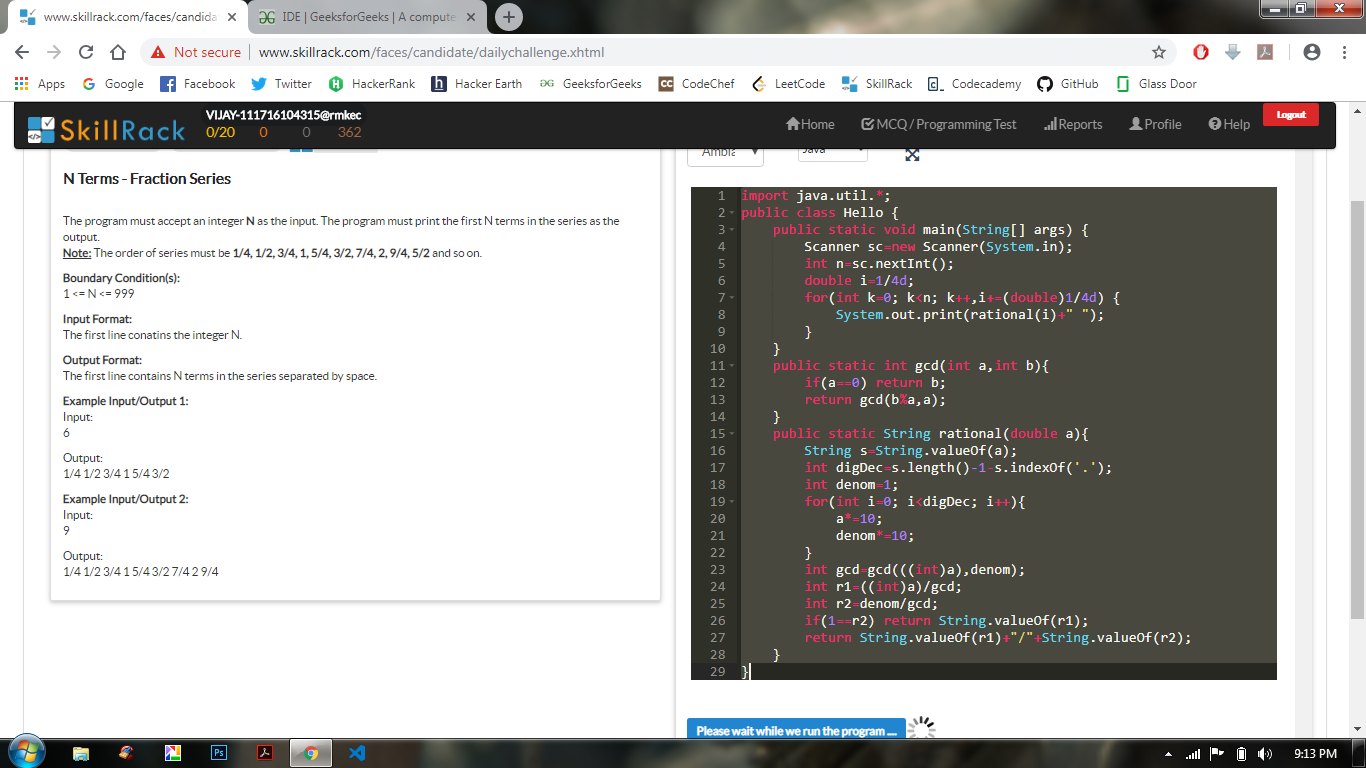 www.skillrack.com/faces/candida
IDE | GeeksforGeeks | A compute
Not secure | www.skillrack.com/faces/candidate/dailychallenge.xhtml
Apps Google Facebook Twitter HackerRank Hacker Earth GeeksforGeeks CodeChef LeetCode SkillRack Codecademy GitHub Glass Door
SkillRack
VIJAY-111716104315@rmkec
0/20 0 0 362
Home MCQ / Programming Test Reports Profile Help Logout
N Terms - Fraction Series
The program must accept an integer N as the input. The program must print the first N terms in the series as the
output.
Note: The order of series must be 1/4, 1/2, 3/4, 1, 5/4, 3/2, 7/4, 2, 9/4, 5/2 and so on.
Boundary Condition(s):
1 <= N <= 999
Input Format:
The first line conatins the integer N.
Output Format:
The first line contains N terms in the series separated by space.
Example Input/Output 1:
Input:
6
Output:
1/4 1/2 3/4 1 5/4 3/2
Example Input/Output 2:
Input:
9
Output:
1/4 1/2 3/4 1 5/4 3/2 7/4 2 9/4
Java
1 import java.util.*;
2 public class Hello {
3 public static void main(String[] args) {
4 Scanner sc=new Scanner(System.in);
5 int n=sc.nextInt();
6 double i=1/4d;
7 for(int k=0; k<n; k++,i+=(double)1/4d) {
8 System.out.print(rational(i)+" ");
9 }
10 }
11 public static int gcd(int a,int b){
12 if(a==0) return b;
13 return gcd(b%a,a);
14 }
15 public static String rational(double a){
16 String s=String.valueOf(a);
17 int digDec=s.length()-1-s.indexOf('.');
18 int denom=1;
19 for(int i=0; i<digDec; i++){
20 a*=10;
21 denom*=10;
22 }
23 int gcd=gcd(((int)a),denom);
24 int r1=((int)a)/gcd;
25 int r2=denom/gcd;
26 if(1==r2) return String.valueOf(r1);
27 return String.valueOf(r1)+"/"+String.valueOf(r2);
28 }
29 }
Please wait while we run the program ....
9:13 PM